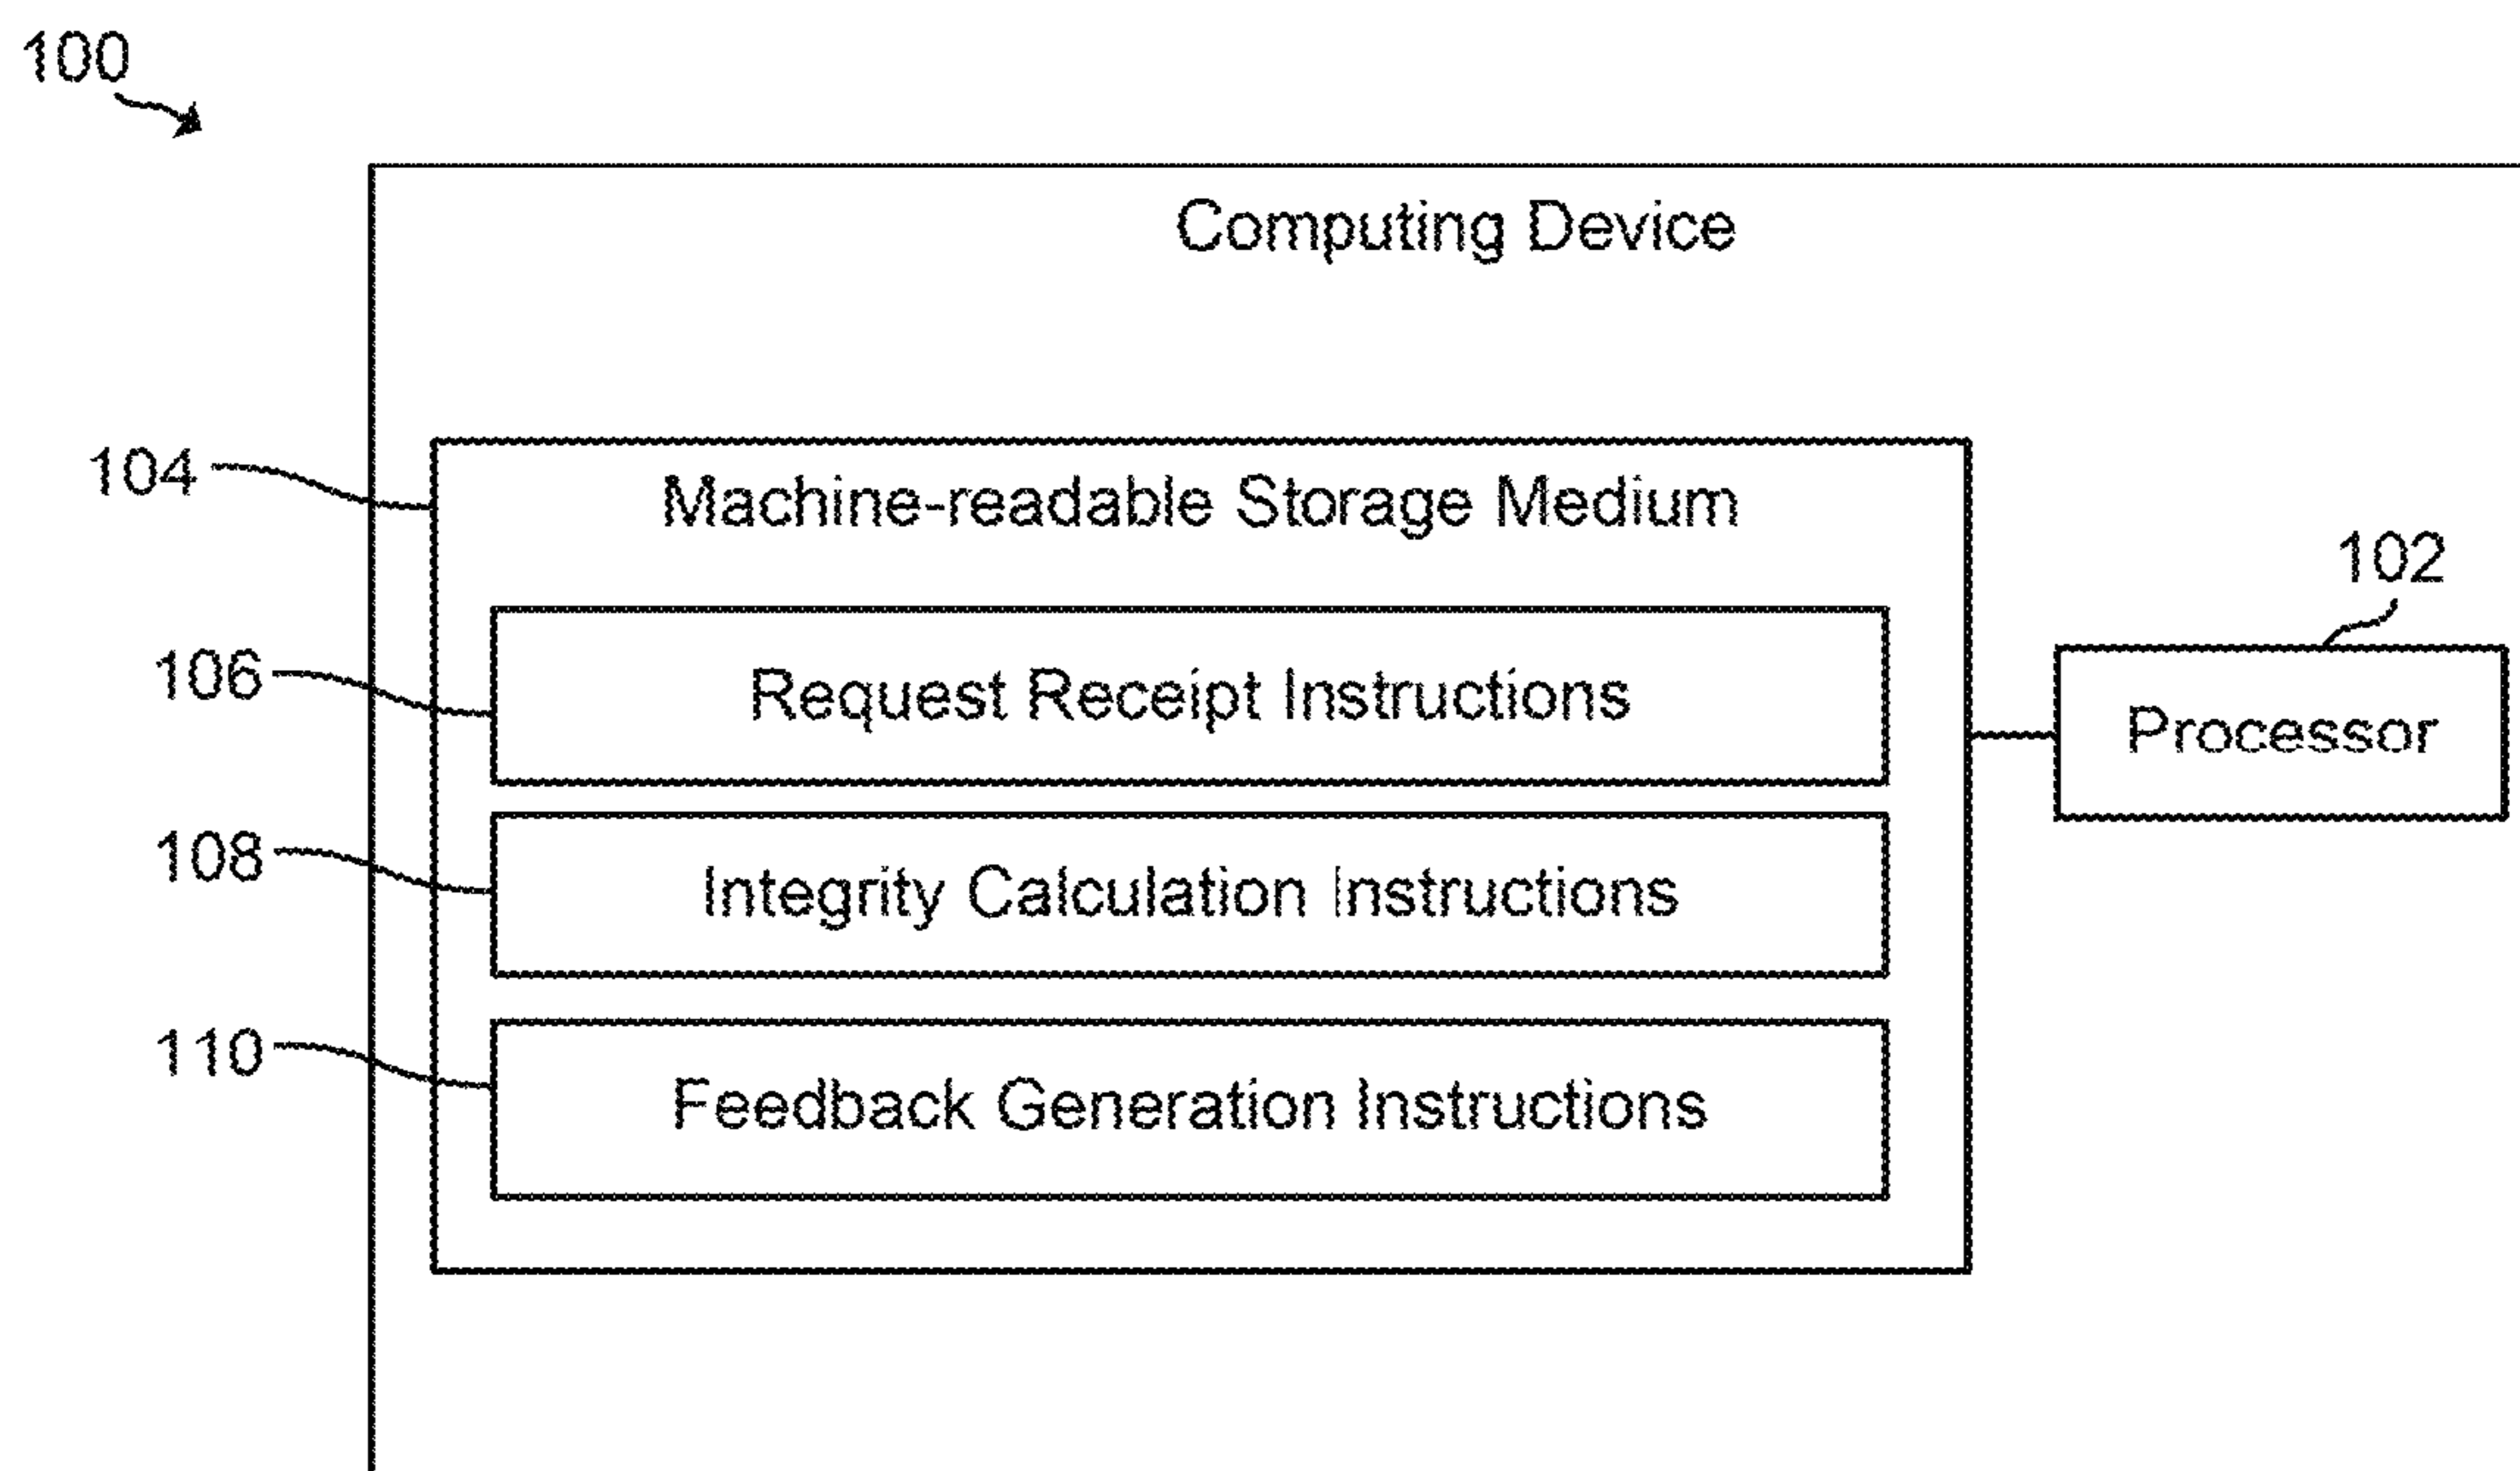 100
Computing Device
104
Machine-readable Storage Medium
102
106
Request Receipt Instructions
Processor
108
Integrity Calculation Instructions
110
Feedback Generation Instructions